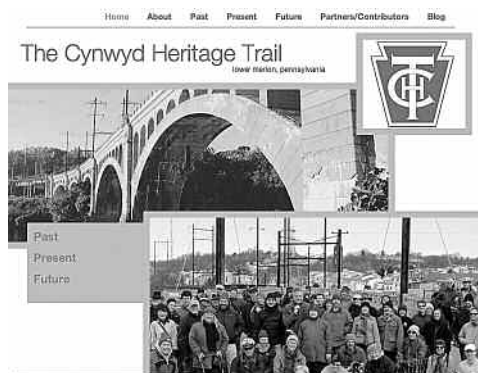 Home About Past Present Future Partners/Contributors Blog
The Cynwyd Heritage Trail
lower merion, pennsylvania
CHT
Past
Present
Future